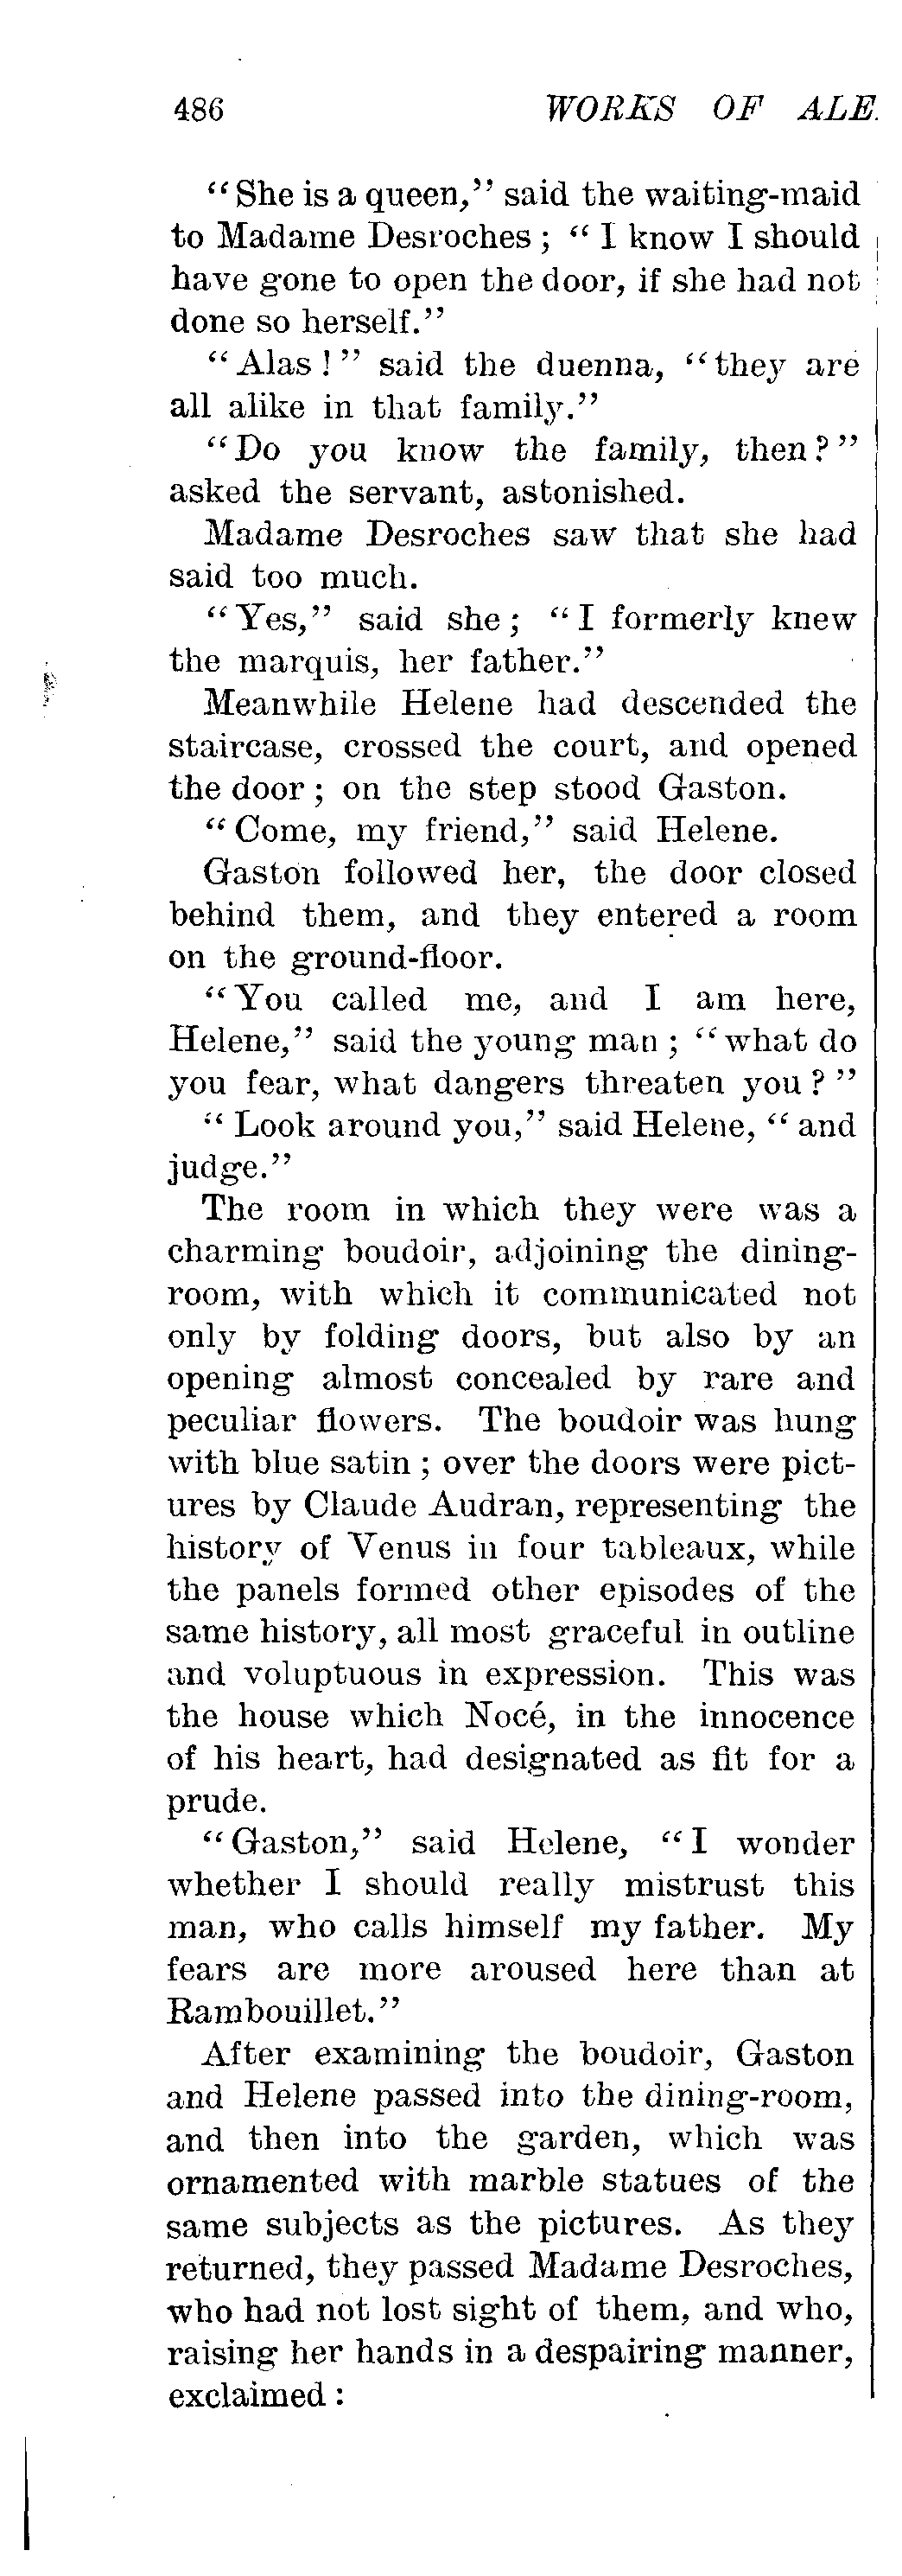 486 WORKS OF ALE.
"She is a queen," said the waiting-maid
to Madame Desroches; "I know I should
have gone to open the door, if she had not
done so herself."
"Alas!" said the duenna, "they are
all alike in that family."
"Do you know the family, then?"
asked the servant, astonished.
Madame Desroches saw that she had
said too much.
"Yes," said she; "I formerly knew
the marquis, her father."
Meanwhile Helene had descended the
staircase, crossed the court, and opened
the door; on the step stood Gaston.
"Come, my friend," said Helene.
Gaston followed her, the door closed
behind them, and they entered a room
on the ground-floor.
"You called me, and I am here,
Helene," said the young man; "what do
you fear, what dangers threaten you?"
"Look around you," said Helene, "and
judge."
The room in which they were was a
charming boudoir, adjoining the dining-
room, with which it communicated not
only by folding doors, but also by an
opening almost concealed by rare and
peculiar flowers. The boudoir was hung
with blue satin; over the doors were pict-
ures by Claude Audran, representing the
history of Venus in four tableaux, while
the panels formed other episodes of the
same history, all most graceful in outline
and voluptuous in expression. This was
the house which Nocé, in the innocence
of his heart, had designated as fit for a
prude.
"Gaston," said Helene, "I wonder
whether I should really mistrust this
man, who calls himself my father. My
fears are more aroused here than at
Rambouillet."
After examining the boudoir, Gaston
and Helene passed into the dining-room,
and then into the garden, which was
ornamented with marble statues of the
same subjects as the pictures. As they
returned, they passed Madame Desroches,
who had not lost sight of them, and who,
raising her hands in a despairing manner,
exclaimed: